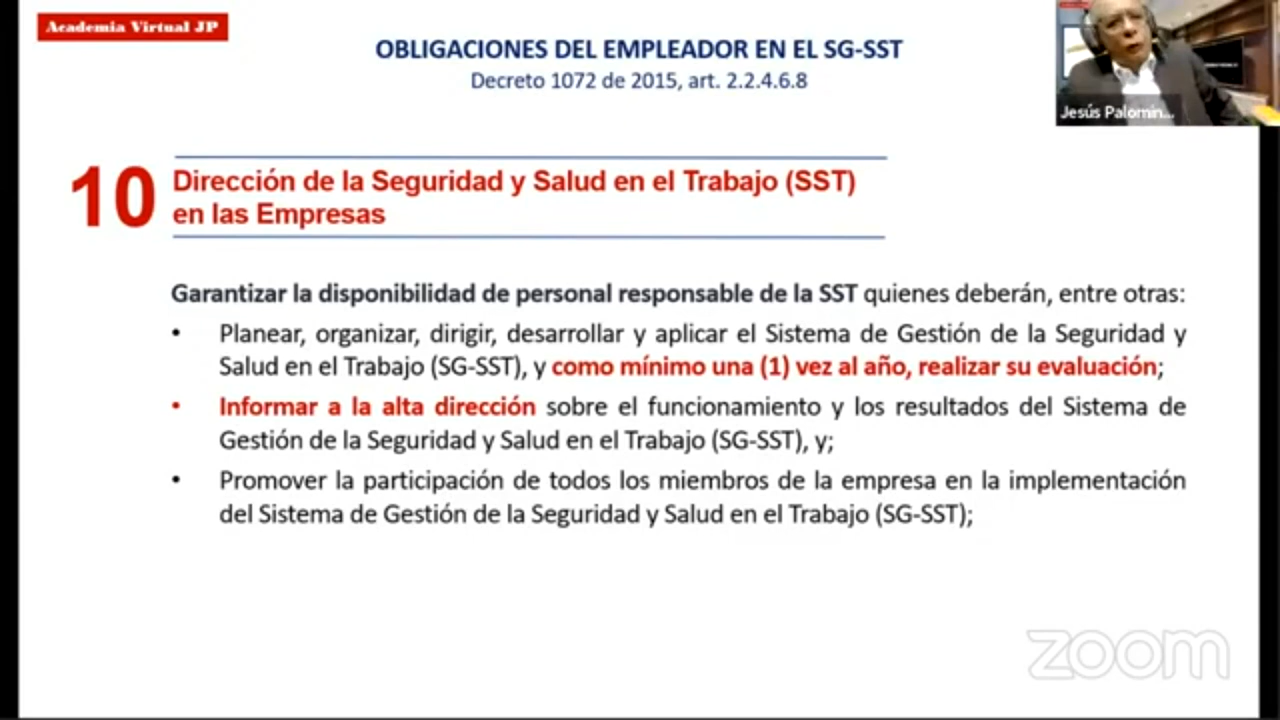 Academia Virtual JP
OBLIGACIONES DEL EMPLEADOR EN EL SG-SST
Decreto 1072 de 2015, art. 2.2.4.6.8
Jesús Palomin...
10
Dirección de la Seguridad y Salud en el Trabajo (SST)
en las Empresas
Garantizar la disponibilidad de personal responsable de la SST quienes deberán, entre otras:
• Planear, organizar, dirigir, desarrollar y aplicar el Sistema de Gestión de la Seguridad y
Salud en el Trabajo (SG-SST), y como mínimo una (1) vez al año, realizar su evaluación;
• Informar a la alta dirección sobre el funcionamiento y los resultados del Sistema de
Gestión de la Seguridad y Salud en el Trabajo (SG-SST), y;
• Promover la participación de todos los miembros de la empresa en la implementación
del Sistema de Gestión de la Seguridad y Salud en el Trabajo (SG-SST);
zoom